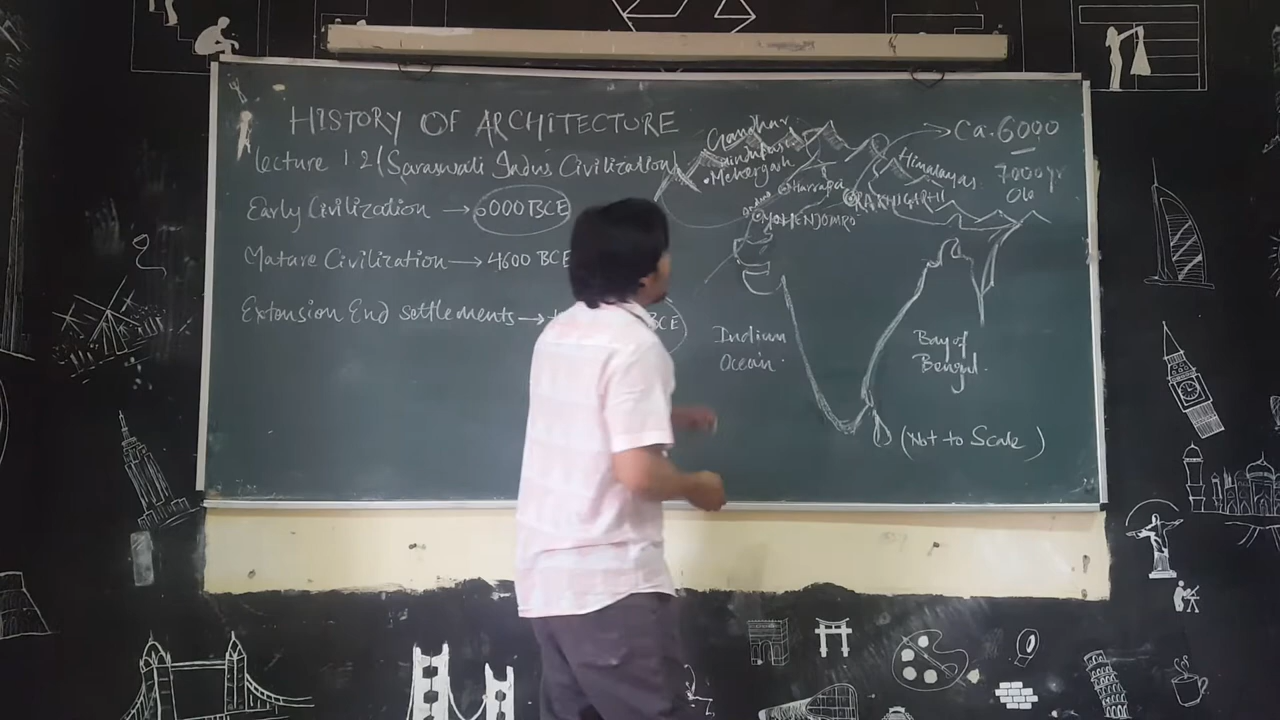 HISTORY OF ARCHITECTURE
Lecture 1.2 (Saraswati Indus Civilization)
Early Civilization → 6000 BCE
Mature Civilization → 4600 BCE
Extension End settlements →
BCE
Gandhar
• Mehergarh
Harrapa
MOHENJODARO
RAKHIGARHI
Himalayas
Ca. 6000
7000 yr
Old
Indian
Ocean
Bay of
Bengal
(Not to Scale)